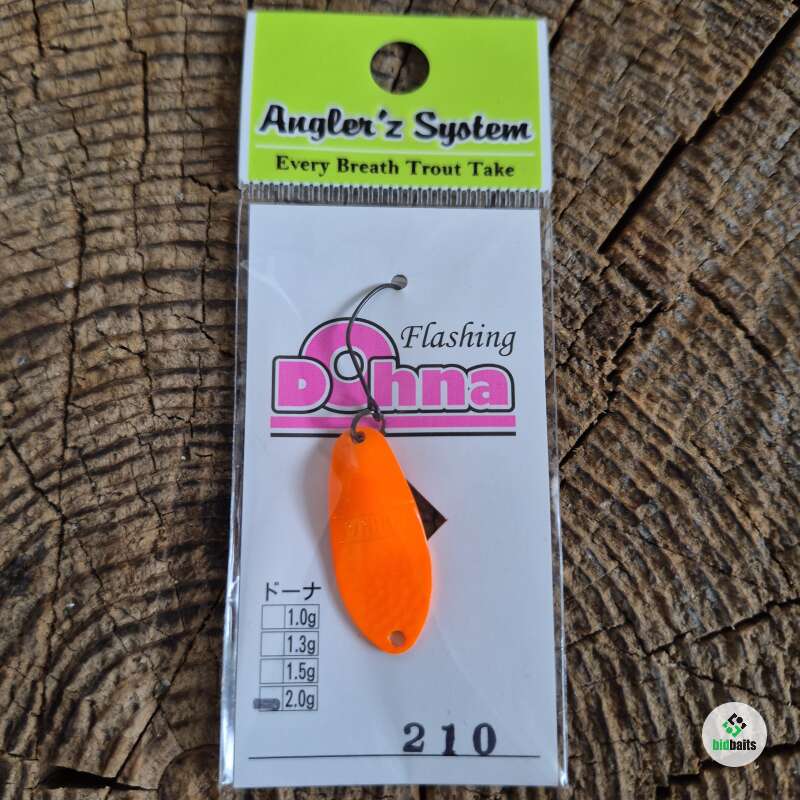 Angler'z System
Every Breath Trout Take
Flashing
Dohna
ドーナ
1.0g
1.3g
1.5g
2.0g
210
bidbaits